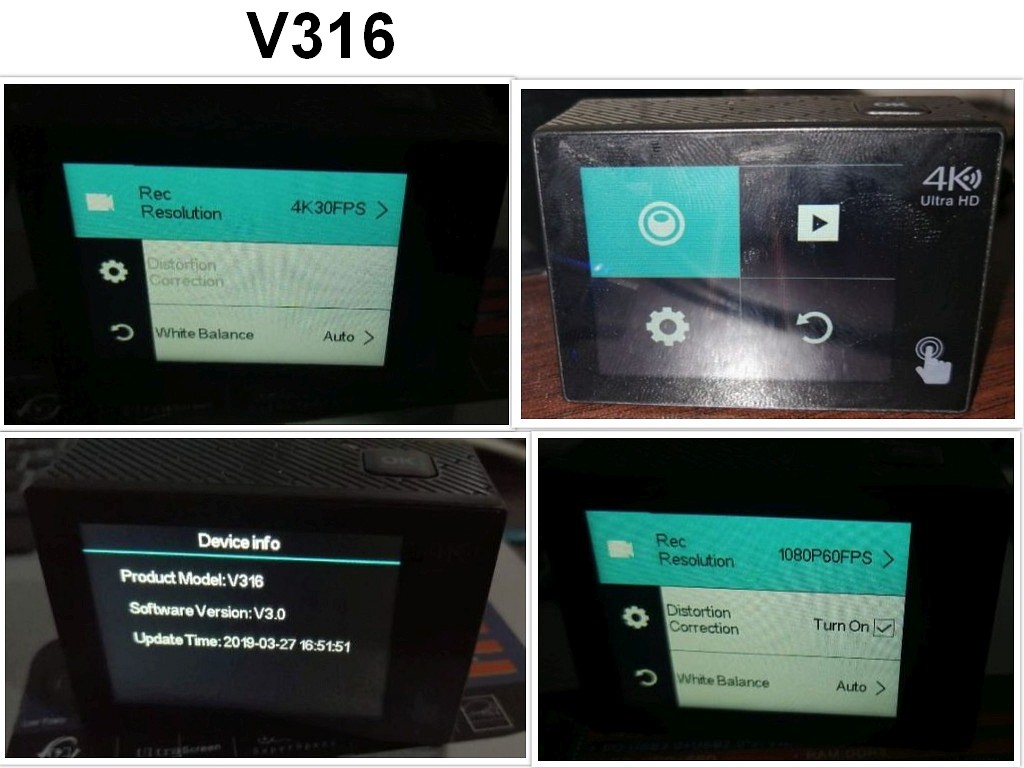 V316
Rec
Resolution
4K30FPS
Distortion
Correction
White Balance
Auto
OK
4K
Ultra HD
OK
Device info
Product Model: V316
Software Version: V3.0
Update Time: 2019-03-27 16:51:51
UltraScreen
Rec
Resolution
1080P60FPS
Distortion
Correction
Turn On
White Balance
Auto